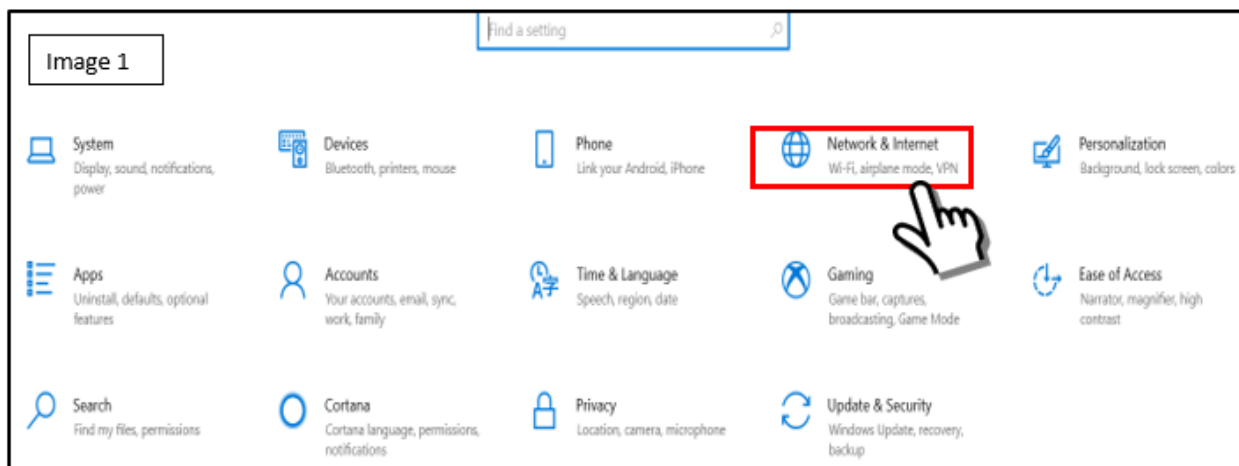 Find a setting
Image 1
System
Display, sound, notifications,
power
Devices
Bluetooth, printers, mouse
Phone
Link your Android, iPhone
Network & Internet
Wi-Fi, airplane mode, VPN
Personalization
Background, lock screen, colors
Apps
Uninstall, defaults, optional
features
Accounts
Your accounts, email, sync,
work, family
Time & Language
Speech, region, date
Gaming
Game bar, captures,
broadcasting, Game Mode
Ease of Access
Narrator, magnifier, high
contrast
Search
Find my files, permissions
Cortana
Cortana language, permissions,
notifications
Privacy
Location, camera, microphone
Update & Security
Windows Update, recovery,
backup